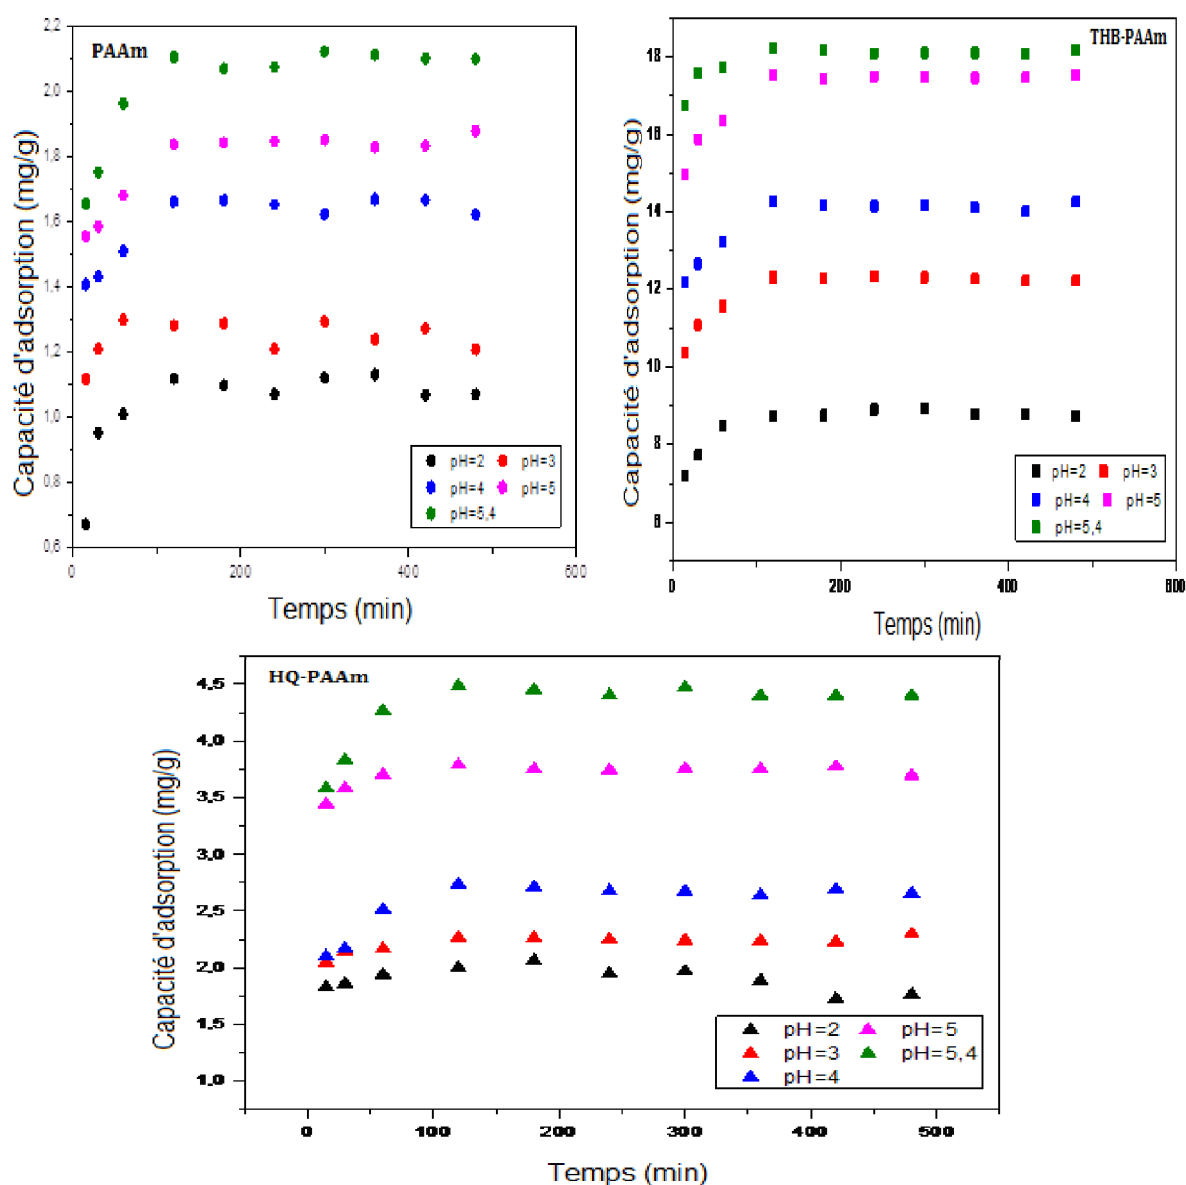 PAAm
Capacité d'adsorption (mg/g)
2,2
2,0
1,8
1,6
1,4
1,2
1,0
0,8
0,6
0
200
400
600
pH=2
pH=3
pH=4
pH=5
pH=5,4
Temps (min)
THB-PAAm
Capacité d'adsorption (mg/g)
18
16
14
12
10
8
6
0
200
400
600
pH=2
pH=3
pH=4
pH=5
pH=5,4
Temps (min)
HQ-PAAm
Capacité d'adsorption (mg/g)
4.5
4.0
3.5
3.0
2.5
2.0
1.5
1.0
0
100
200
300
400
500
pH=2
pH=5
pH=3
pH=5,4
pH=4
Temps (min)